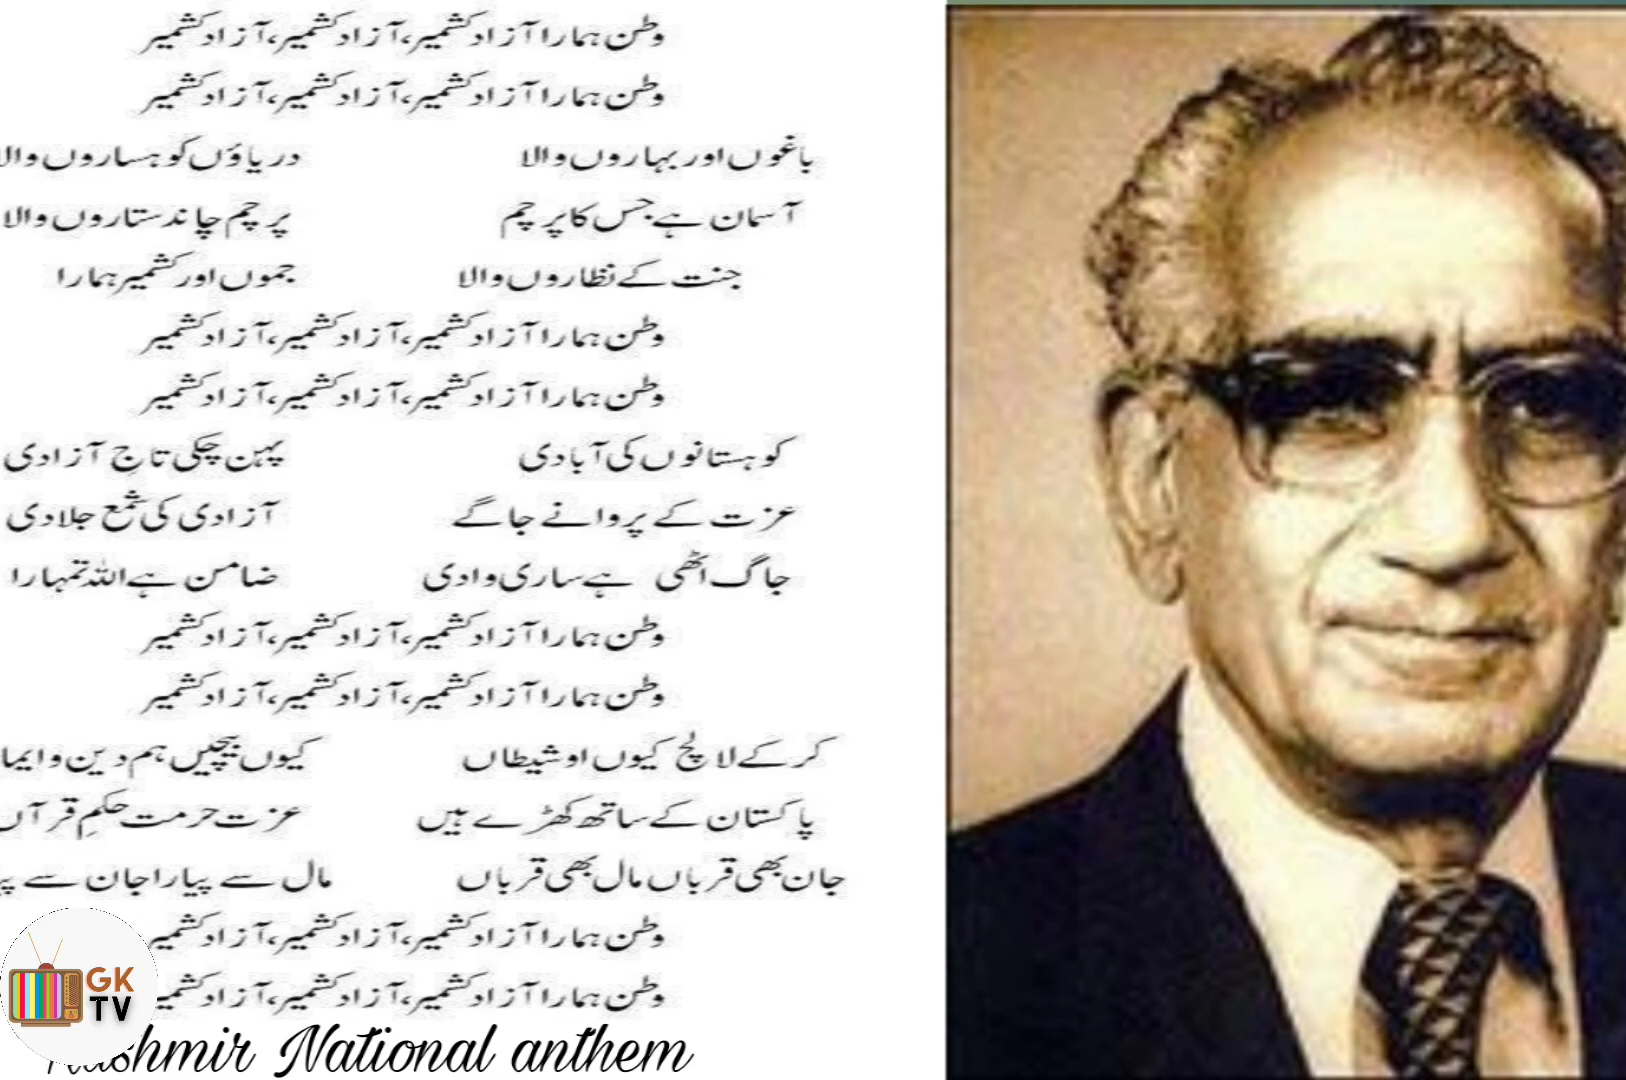 وطن ہمارا آزاد کشمیر، آزاد کشمیر، آزاد کشمیر
وطن ہمارا آزاد کشمیر، آزاد کشمیر، آزاد کشمیر
باغوں اور بہاروں والا دریاؤں کوہساروں والا
آسمان ہے جس کا پرچم پرچم چاند ستاروں والا
جنت کے نظاروں والا جموں اور کشمیر ہمارا
وطن ہمارا آزاد کشمیر، آزاد کشمیر، آزاد کشمیر
وطن ہمارا آزاد کشمیر، آزاد کشمیر، آزاد کشمیر
کوہستانوں کی آبادی پہن چکی تاجِ آزادی
عزت کے پروانے جاگے آزادی کی شمع جلادی
جاگ اٹھی ہے ساری وادی ضامن ہے اللہ تمہارا
وطن ہمارا آزاد کشمیر، آزاد کشمیر، آزاد کشمیر
وطن ہمارا آزاد کشمیر، آزاد کشمیر، آزاد کشمیر
کر کے لالچ کیوں او شیطاں کیوں بیچیں ہم دین و ایما
پاکستان کے ساتھ کھڑے ہیں عزت حرمت حکمِ قرآں
جان بھی قرباں مال بھی قرباں مال سے پیارا جان سے
وطن ہمارا آزاد کشمیر، آزاد کشمیر، آزاد کشمیر
وطن ہمارا آزاد کشمیر، آزاد کشمیر، آزاد کشمیر
GK
TV
Kashmir National anthem